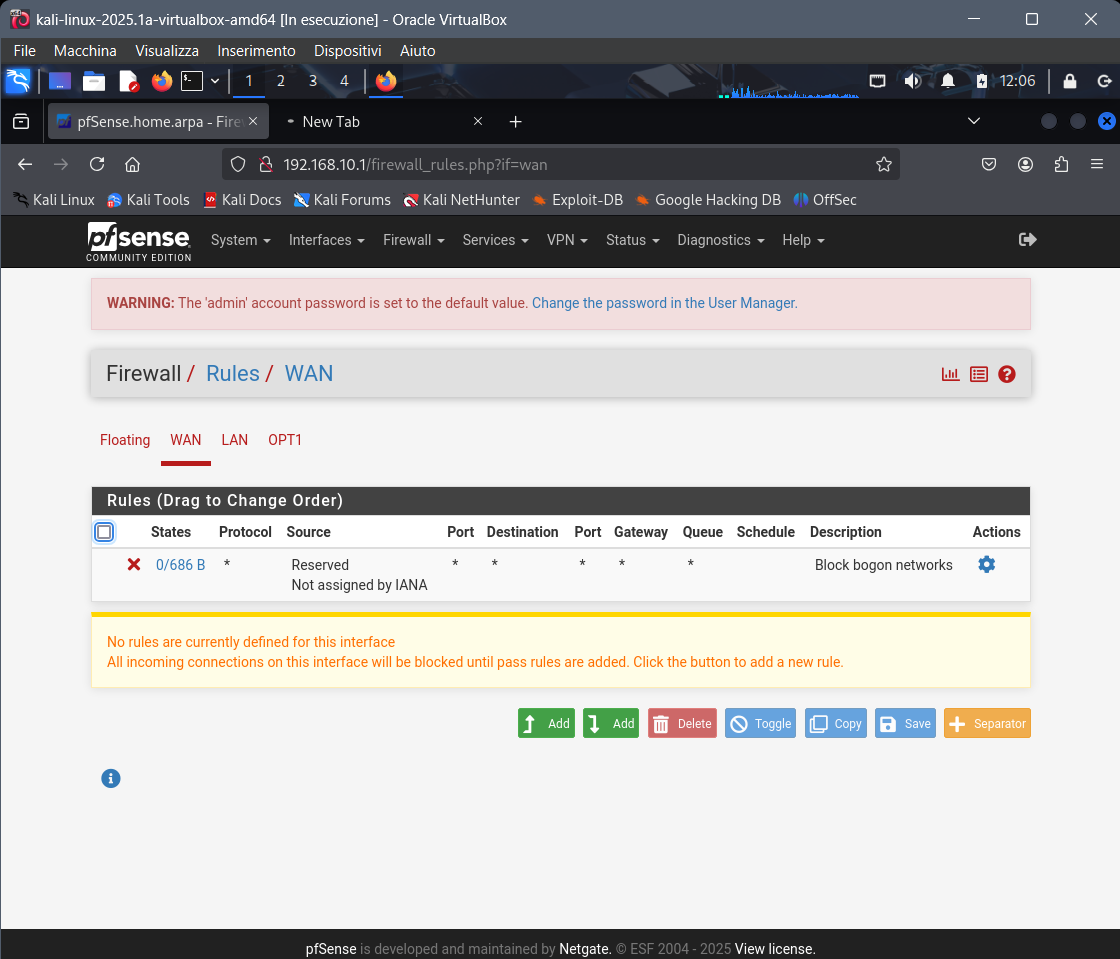 kali-linux-2025.1a-virtualbox-amd64 [In esecuzione] - Oracle VirtualBox
File Macchina Visualizza Inserimento Dispositivi Aiuto
1 2 3 4 12:06
pfSense.home.arpa - Fire New Tab
192.168.10.1/firewall_rules.php?if=wan
Kali Linux Kali Tools Kali Docs Kali Forums Kali NetHunter Exploit-DB Google Hacking DB OffSec
pfsense System Interfaces Firewall Services VPN Status Diagnostics Help
COMMUNITY EDITION
WARNING: The 'admin' account password is set to the default value. Change the password in the User Manager.
Firewall / Rules / WAN
Floating WAN LAN OPT1
Rules (Drag to Change Order)
States Protocol Source Port Destination Port Gateway Queue Schedule Description Actions
0/686 B * Reserved * * * * * Block bogon networks
Not assigned by IANA
No rules are currently defined for this interface
All incoming connections on this interface will be blocked until pass rules are added. Click the button to add a new rule.
Add Add Delete Toggle Copy Save Separator
pfSense is developed and maintained by Netgate. © ESF 2004 - 2025 View license.